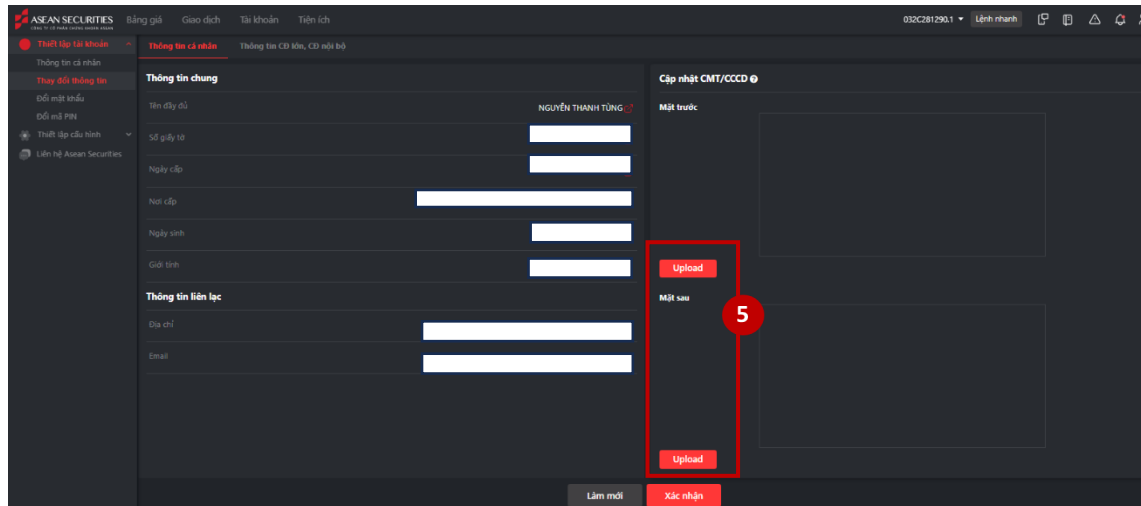 ASEAN SECURITIES
Bảng giá Giao dịch Tài khoản Tiện ích
032C281290.1 Lệnh nhanh
Thiết lập tài khoản
Thông tin cá nhân
Thay đổi thông tin
Đổi mật khẩu
Đổi mã PIN
Thiết lập cấu hình
Liên hệ Asean Securities
Thông tin cá nhân Thông tin CĐ lớn, CĐ nội bộ
Thông tin chung
Tên đầy đủ NGUYỄN THANH TÙNG
Số giấy tờ
Ngày cấp
Nơi cấp
Ngày sinh
Giới tính
Thông tin liên lạc
Địa chỉ
Email
Cập nhật CMT/CCCD
Mặt trước
Upload
Mặt sau
5
Upload
Làm mới Xác nhận